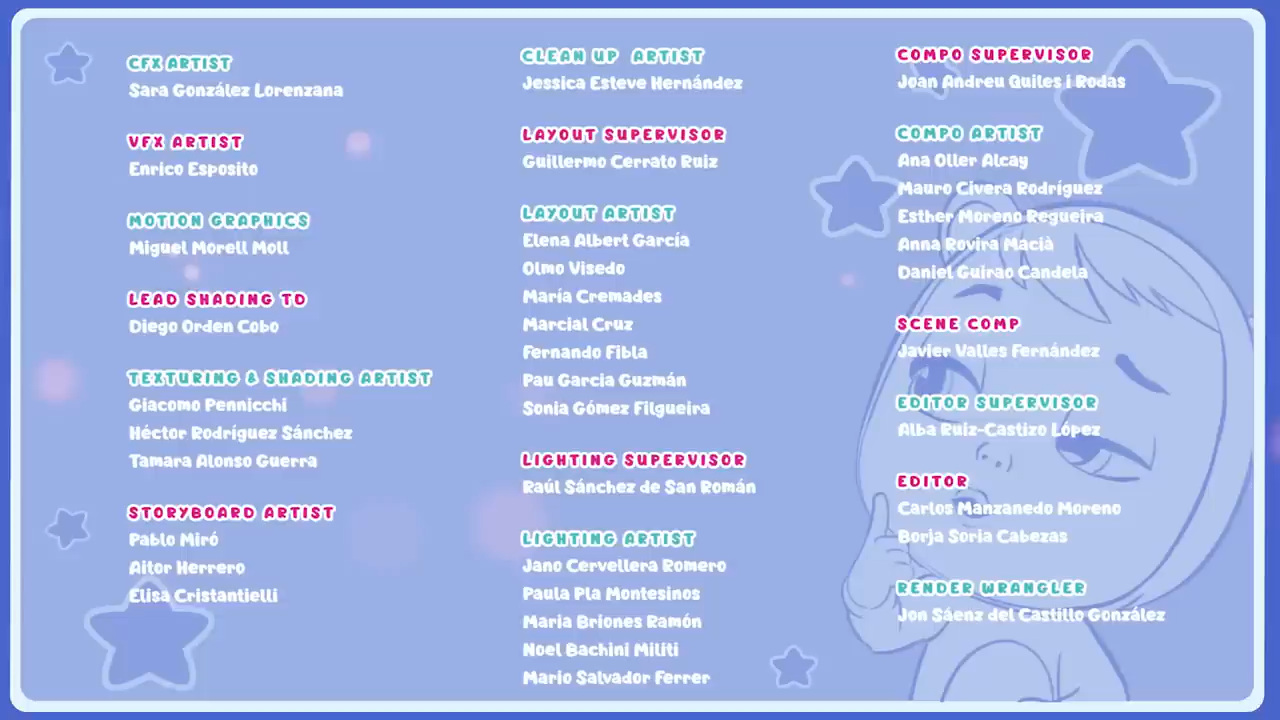 CFX ARTIST
Sara González Lorenzana
VFX ARTIST
Enrico Esposito
MOTION GRAPHICS
Miguel Morell Moll
LEAD SHADING TD
Diego Orden Cobo
TEXTURING & SHADING ARTIST
Giacomo Pennicchi
Héctor Rodríguez Sánchez
Tamara Alonso Guerra
STORYBOARD ARTIST
Pablo Miró
Aitor Herrero
Elisa Cristantielli
CLEAN UP ARTIST
Jessica Esteve Hernández
LAYOUT SUPERVISOR
Guillermo Cerrato Ruiz
LAYOUT ARTIST
Elena Albert García
Olmo Visedo
María Cremades
Marcial Cruz
Fernando Fibla
Pau Garcia Guzmán
Sonia Gómez Filgueira
LIGHTING SUPERVISOR
Raúl Sánchez de San Román
LIGHTING ARTIST
Jano Cervellera Romero
Paula Pla Montesinos
Maria Briones Ramón
Noel Bachini Militi
Mario Salvador Ferrer
COMPO SUPERVISOR
Joan Andreu Quiles i Rodas
COMPO ARTIST
Ana Oller Alcay
Mauro Civera Rodríguez
Esther Moreno Regueira
Anna Rovira Macià
Daniel Guirao Candela
SCENE COMP
Javier Valles Fernández
EDITOR SUPERVISOR
Alba Ruiz-Castizo López
EDITOR
Carlos Manzanedo Moreno
Borja Soria Cabezas
RENDER WRANGLER
Jon Sáenz del Castillo González